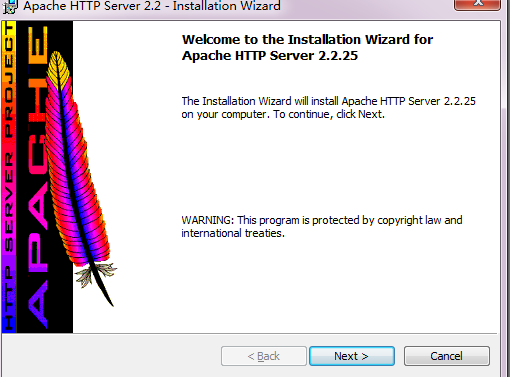 Apache HTTP Server 2.2 - Installation Wizard
Welcome to the Installation Wizard for
Apache HTTP Server 2.2.25
The Installation Wizard will install Apache HTTP Server 2.2.25
on your computer. To continue, click Next.
WARNING: This program is protected by copyright law and
international treaties.
HTTP SERVER PROJECT
APACHE
< Back
Next >
Cancel